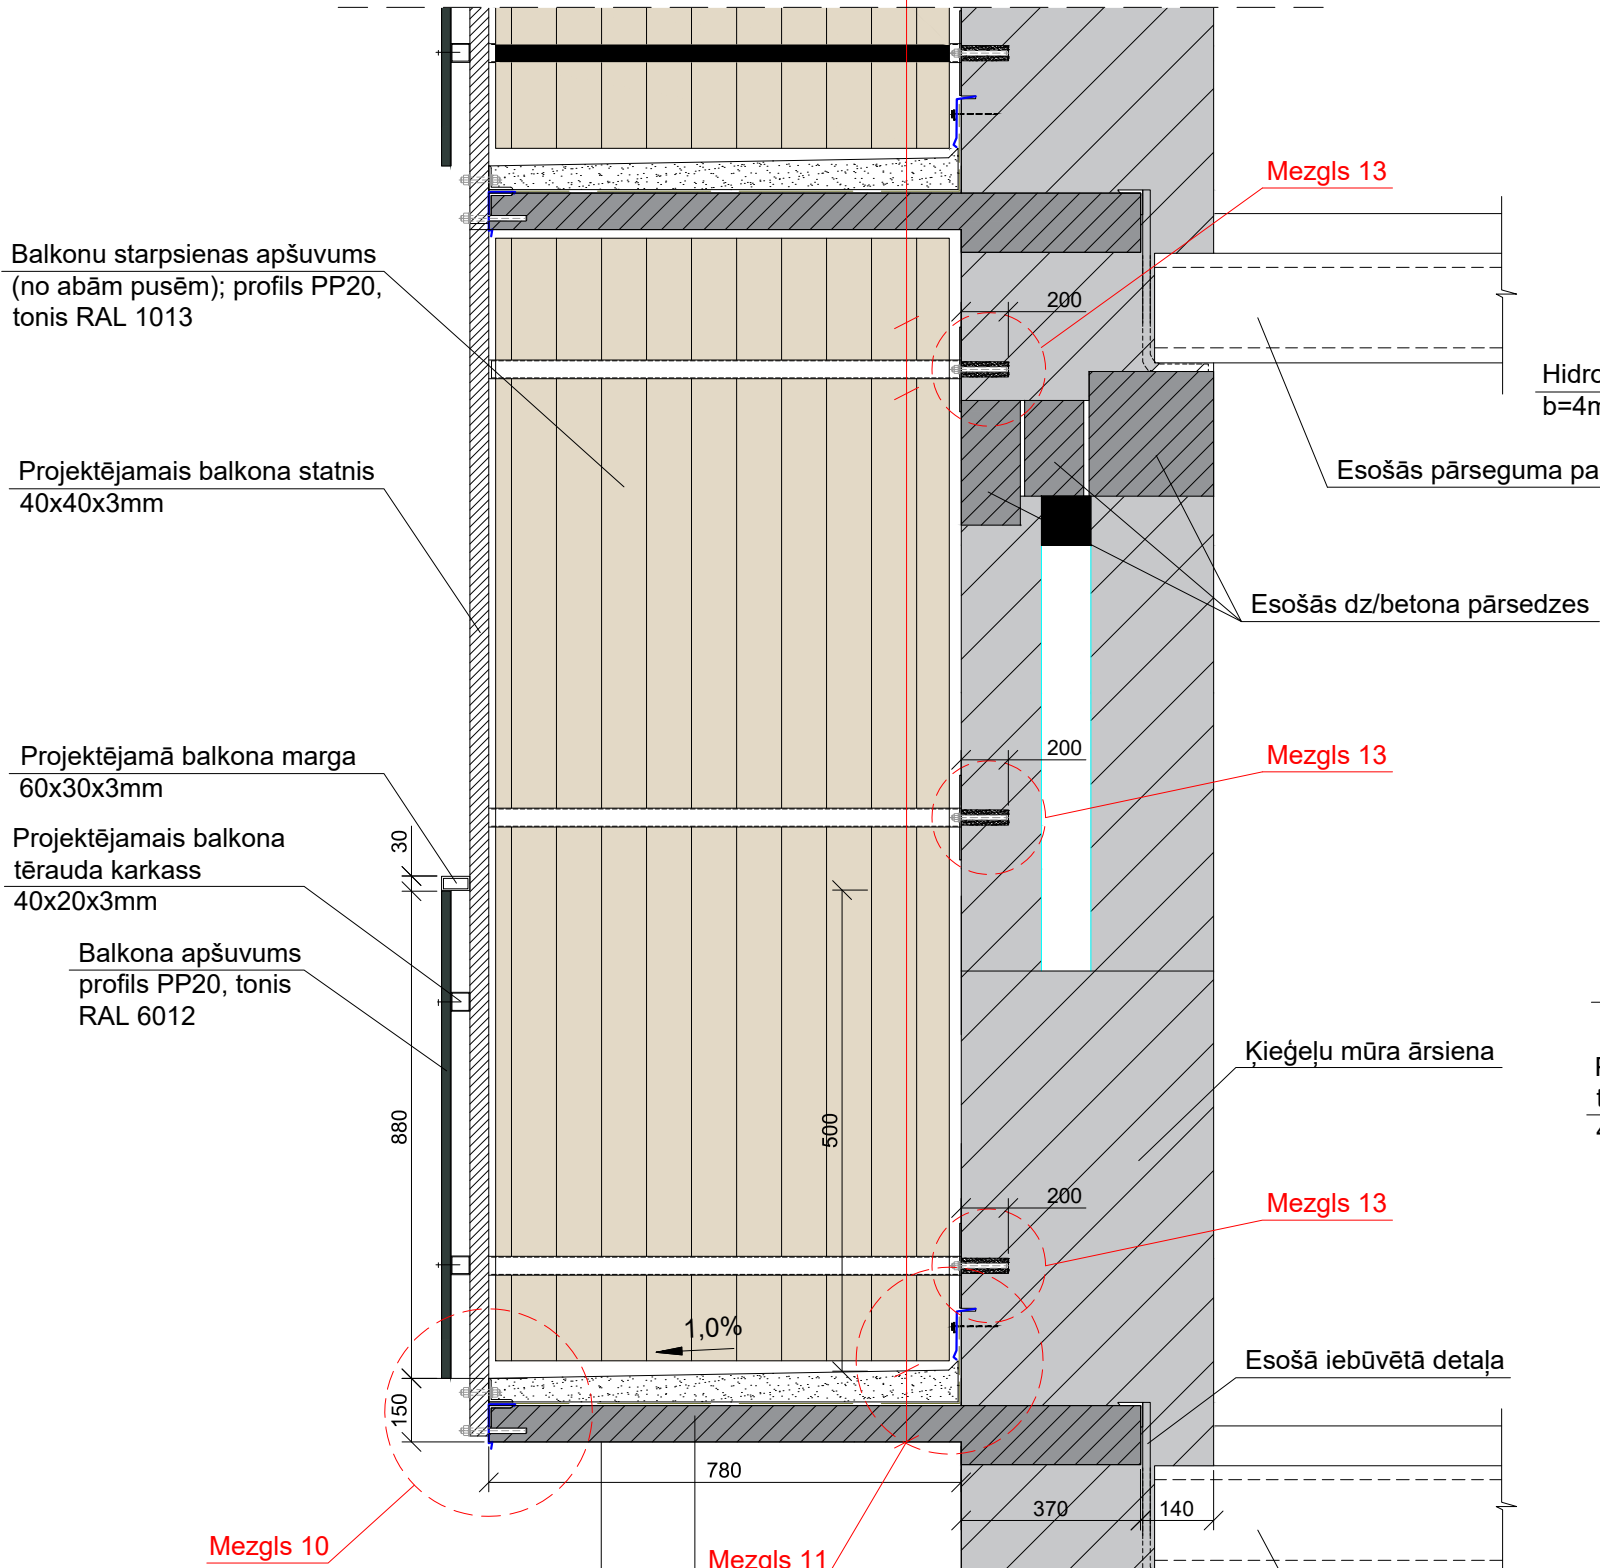 Mezgls 13
Balkonu starpsienas apšuvums
(no abām pusēm); profils PP20,
tonis RAL 1013
200
Hidro
b=4m
Projektējamais balkona statnis
40x40x3mm
Esošās pārseguma pa
Esošās dz/betona pārsedzes
200
Mezgls 13
Projektējamā balkona marga
60x30x3mm
30
Projektējamais balkona
tērauda karkass
40x20x3mm
Balkona apšuvums
profils PP20, tonis
RAL 6012
Ķieģeļu mūra ārsiena
880
500
200
Mezgls 13
1,0%
Esošā iebūvētā detaļa
150
780
370
140
Mezgls 10
Mezgls 11